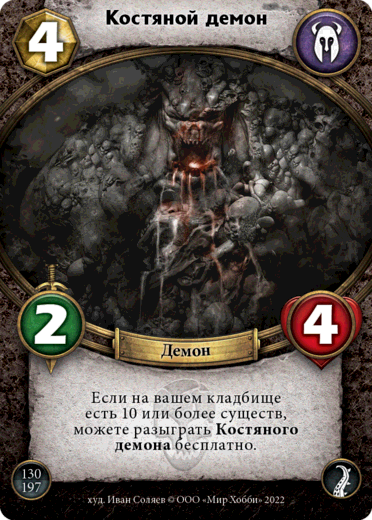 Костяной демон
4
2
4
Демон
Если на вашем кладбище
есть 10 или более существ,
можете разыграть Костяного
демона бесплатно.
130
197
худ. Иван Соляев © ООО «Мир Хобби» 2022